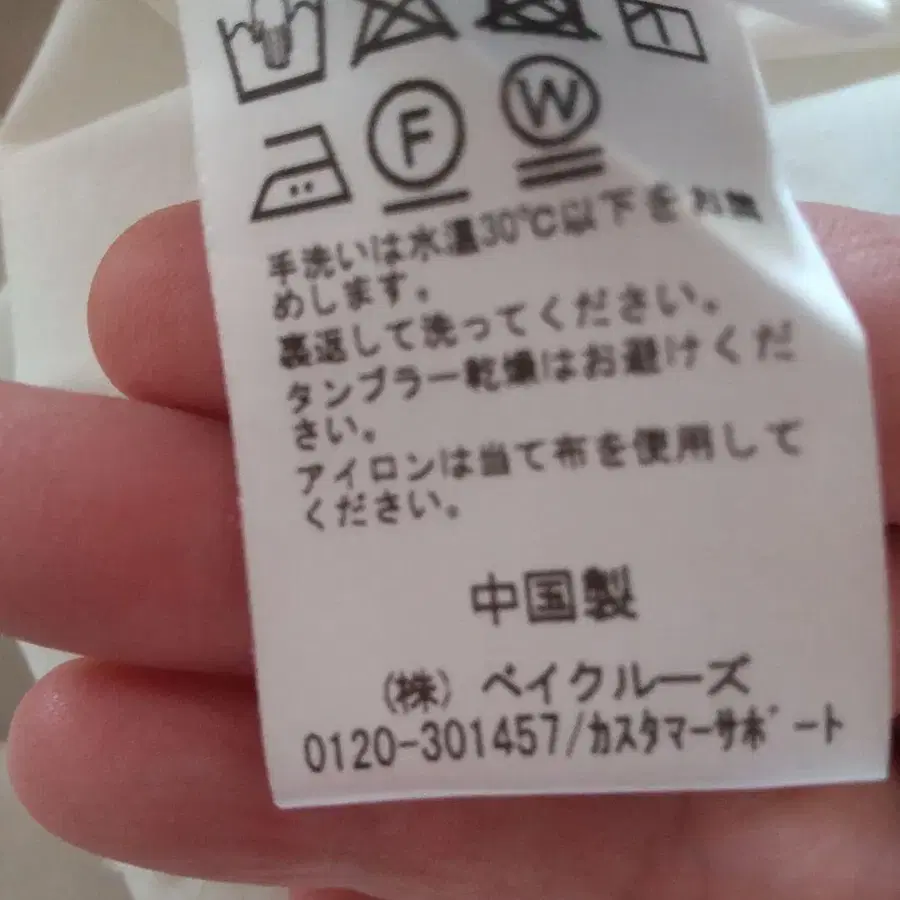 F
W
手洗いは水温30℃以下をお勧
めします。
裏返して洗ってください。
タンブラー乾燥はお避けくだ
さい。
アイロンは当て布を使用して
ください。
中国製
(株) ベイクルーズ
0120-301457/カスタマーサポート